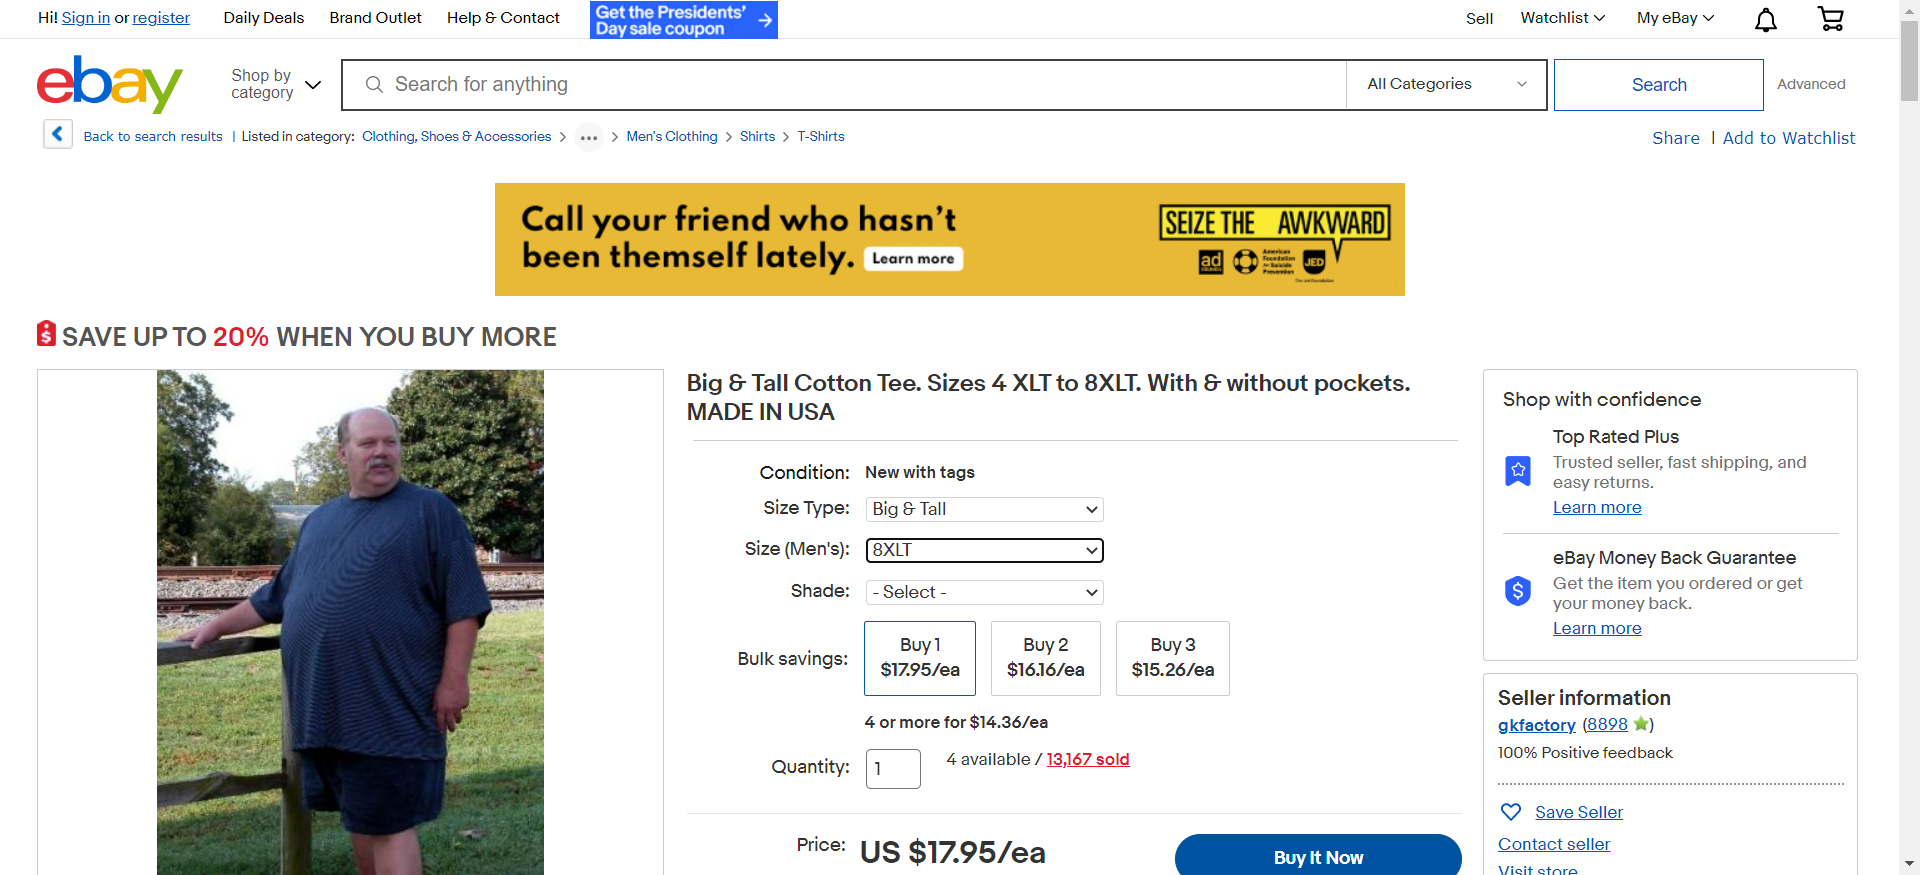 Hi! Sign in or register
Daily Deals
Brand Outlet
Help & Contact
Get the Presidents' Day sale coupon
Sell
Watchlist
My eBay
ebay
Shop by category
Search for anything
All Categories
Search
Advanced
Back to search results | Listed in category: Clothing, Shoes & Accessories > ... > Men's Clothing > Shirts > T-Shirts
Share | Add to Watchlist
Call your friend who hasn't
been themself lately. Learn more
SEIZE THE AWKWARD
ad
American
Foundation
for Suicide
Prevention
JED
The Jed Foundation
SAVE UP TO 20% WHEN YOU BUY MORE
Big & Tall Cotton Tee. Sizes 4 XLT to 8XLT. With & without pockets.
MADE IN USA
Condition: New with tags
Size Type: Big & Tall
Size (Men's): 8XLT
Shade: - Select -
Bulk savings:
Buy 1
$17.95/ea
Buy 2
$16.16/ea
Buy 3
$15.26/ea
4 or more for $14.36/ea
Quantity: 1
4 available / 13,167 sold
Price: US $17.95/ea
Buy It Now
Shop with confidence
Top Rated Plus
Trusted seller, fast shipping, and
easy returns.
Learn more
eBay Money Back Guarantee
Get the item you ordered or get
your money back.
Learn more
Seller information
gkfactory (8898)
100% Positive feedback
Save Seller
Contact seller
Visit store